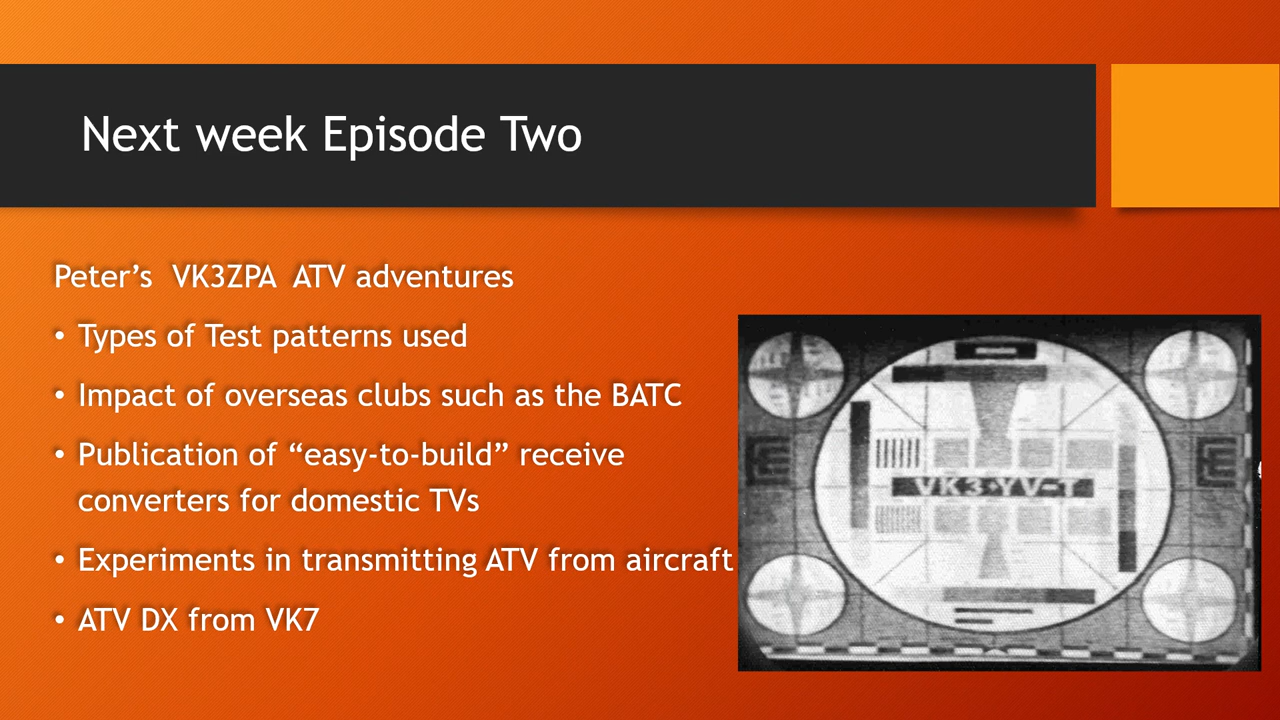 Next week Episode Two
Peter’s  VK3ZPA  ATV adventures
• Types of Test patterns used
• Impact of overseas clubs such as the BATC
• Publication of “easy-to-build” receive
converters for domestic TVs
• Experiments in transmitting ATV from aircraft
• ATV DX from VK7
VK3·YV-T